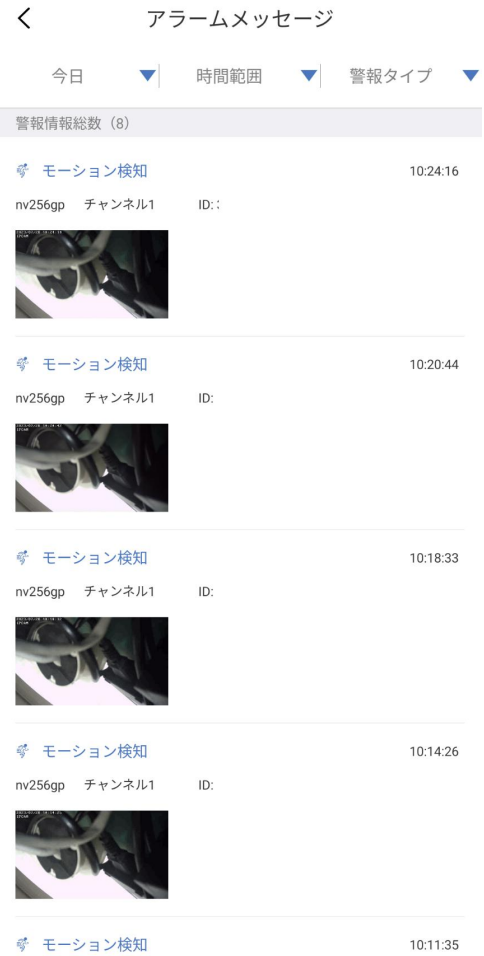 アラームメッセージ
今日 時間範囲 警報タイプ
警報情報総数（8）
モーション検知 10:24:16
nv256gp チャンネル1 ID: :
モーション検知 10:20:44
nv256gp チャンネル1 ID:
モーション検知 10:18:33
nv256gp チャンネル1 ID:
モーション検知 10:14:26
nv256gp チャンネル1 ID:
モーション検知 10:11:35